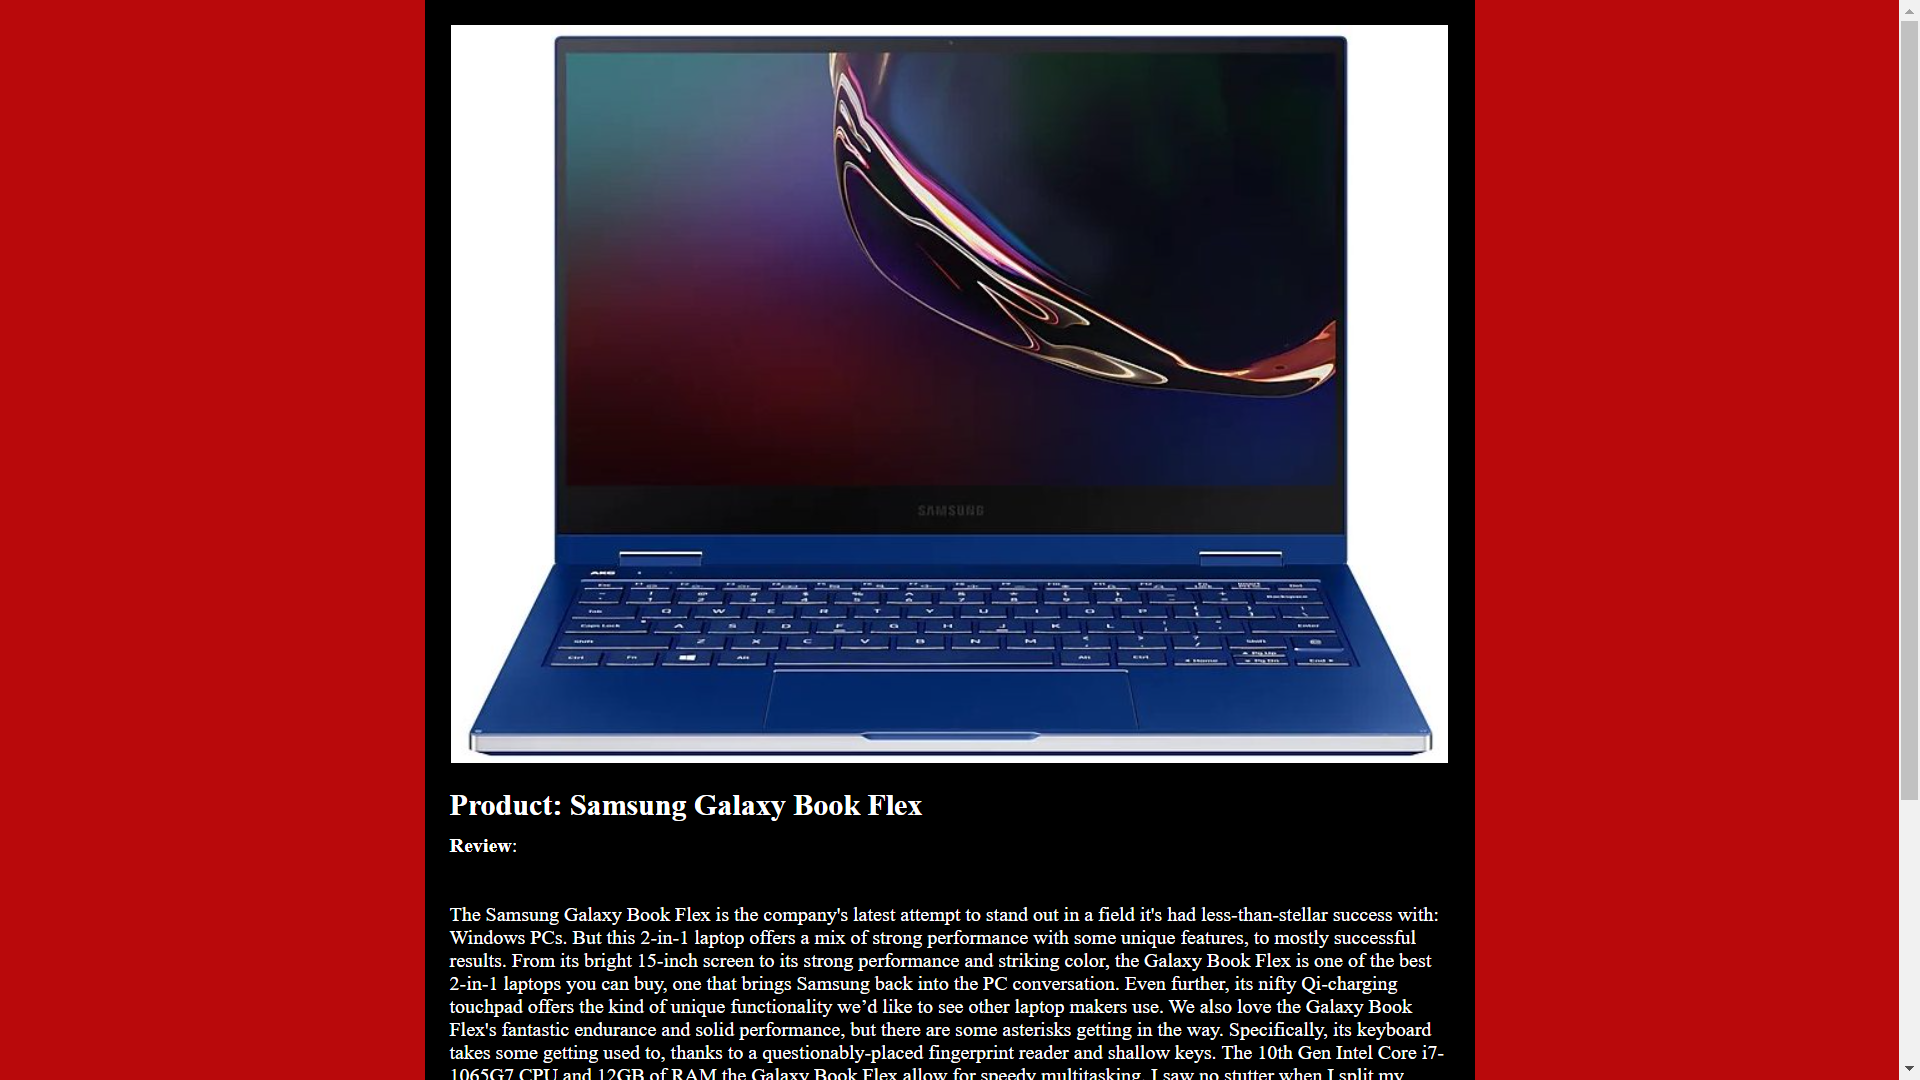 SAMSUNG
AKG
Product: Samsung Galaxy Book Flex
Review:
The Samsung Galaxy Book Flex is the company's latest attempt to stand out in a field it's had less-than-stellar success with:
Windows PCs. But this 2-in-1 laptop offers a mix of strong performance with some unique features, to mostly successful
results. From its bright 15-inch screen to its strong performance and striking color, the Galaxy Book Flex is one of the best
2-in-1 laptops you can buy, one that brings Samsung back into the PC conversation. Even further, its nifty Qi-charging
touchpad offers the kind of unique functionality we’d like to see other laptop makers use. We also love the Galaxy Book
Flex's fantastic endurance and solid performance, but there are some asterisks getting in the way. Specifically, its keyboard
takes some getting used to, thanks to a questionably-placed fingerprint reader and shallow keys. The 10th Gen Intel Core i7-
1065G7 CPU and 12GB of RAM the Galaxy Book Flex allow for speedy multitasking. I saw no stutter when I split my